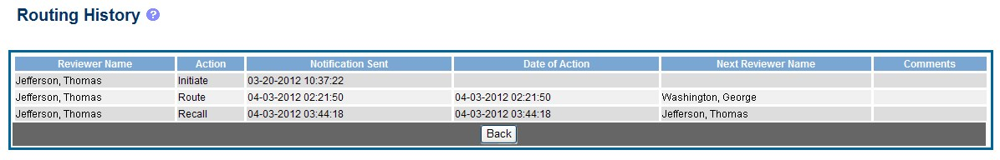 Routing History ?
Reviewer Name Action Notification Sent Date of Action Next Reviewer Name Comments
Jefferson, Thomas Initiate 03-20-2012 10:37:22
Jefferson, Thomas Route 04-03-2012 02:21:50 04-03-2012 02:21:50 Washington, George
Jefferson, Thomas Recall 04-03-2012 03:44:18 04-03-2012 03:44:18 Jefferson, Thomas
Back